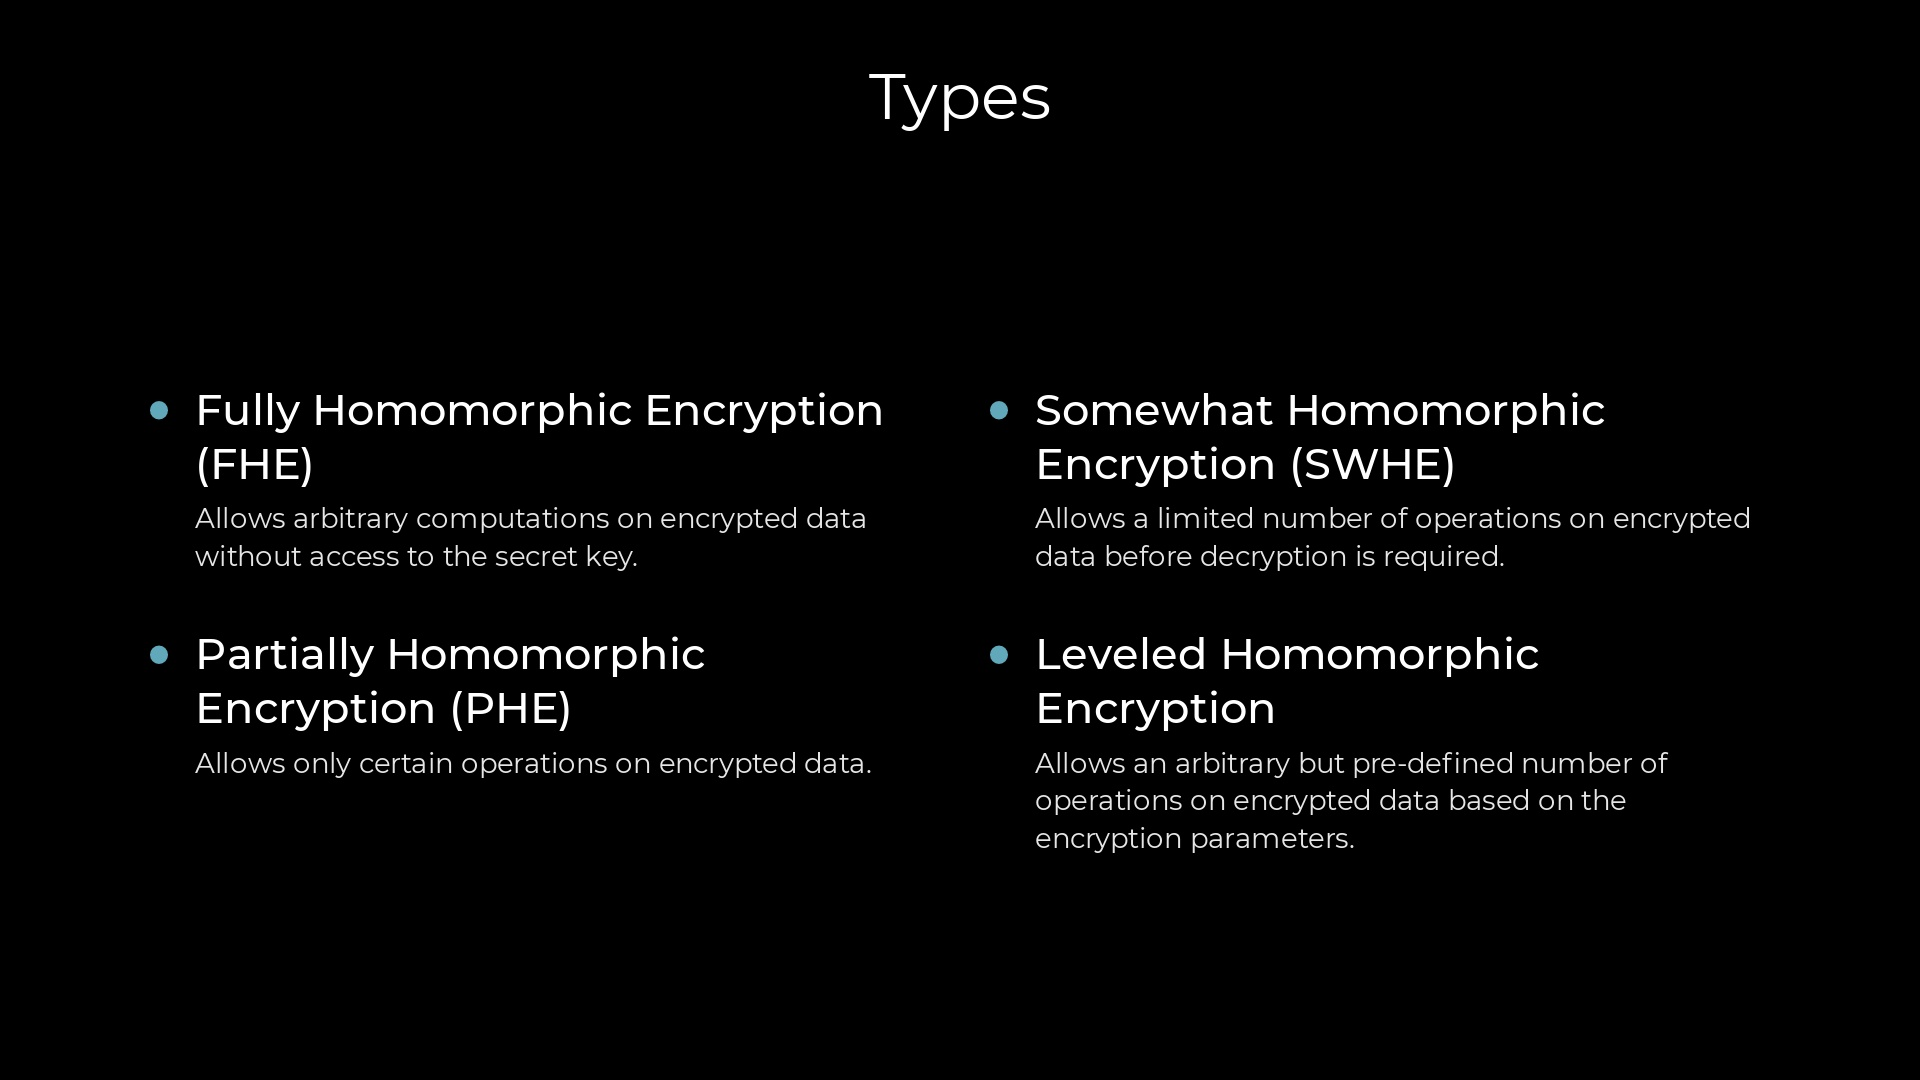 Types
Fully Homomorphic Encryption
(FHE)
Allows arbitrary computations on encrypted data
without access to the secret key.
Partially Homomorphic
Encryption (PHE)
Allows only certain operations on encrypted data.
Somewhat Homomorphic
Encryption (SWHE)
Allows a limited number of operations on encrypted
data before decryption is required.
Leveled Homomorphic
Encryption
Allows an arbitrary but pre-defined number of
operations on encrypted data based on the
encryption parameters.